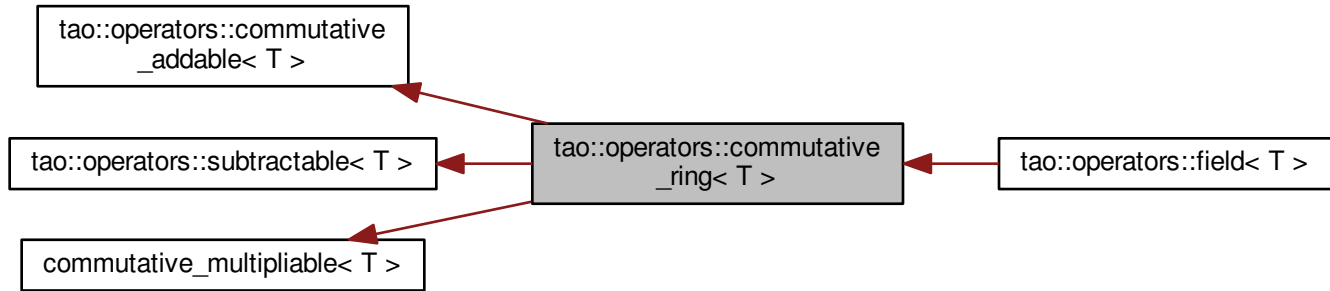 tao::operators::commutative
_addable< T >
tao::operators::subtractable< T >
commutative_multipliable< T >
tao::operators::commutative
_ring< T >
tao::operators::field< T >